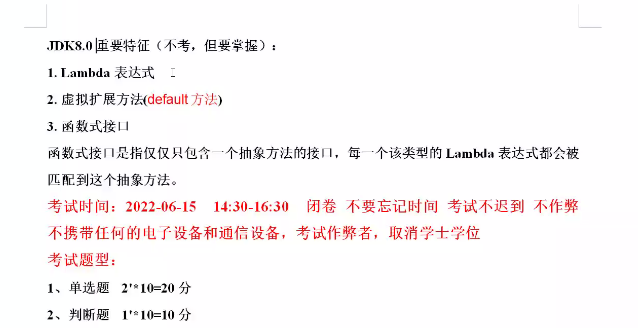 JDK8.0 重要特征（不考，但要掌握）：
1. Lambda 表达式
2. 虚拟扩展方法(default 方法)
3. 函数式接口
函数式接口是指仅仅只包含一个抽象方法的接口，每一个该类型的 Lambda 表达式都会被
匹配到这个抽象方法。
考试时间：2022-06-15 14:30-16:30 闭卷 不要忘记时间 考试不迟到 不作弊
不携带任何的电子设备和通信设备，考试作弊者，取消学士学位
考试题型：
1、单选题 2'*10=20 分
2、判断题 1'*10=10 分